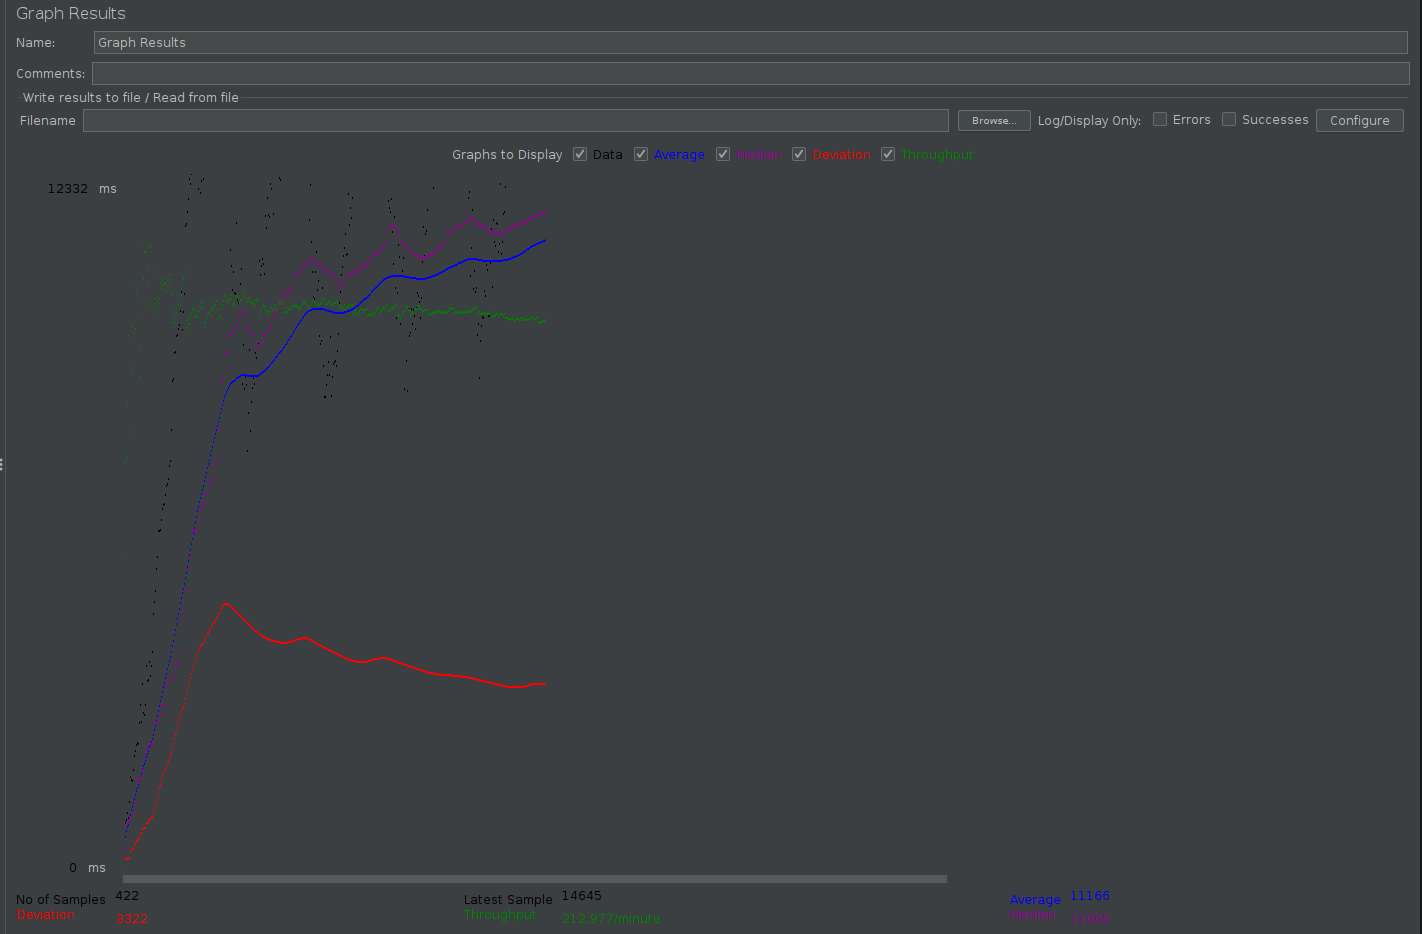 Graph Results
Name: Graph Results
Comments:
Write results to file / Read from file
Filename Browse... Log/Display Only: Errors Successes Configure
Graphs to Display Data Average Median Deviation Throughput
12332 ms
0 ms
No of Samples 422 Latest Sample 14645 Average 11166
Deviation 3322 Throughput 212.977/minute Median